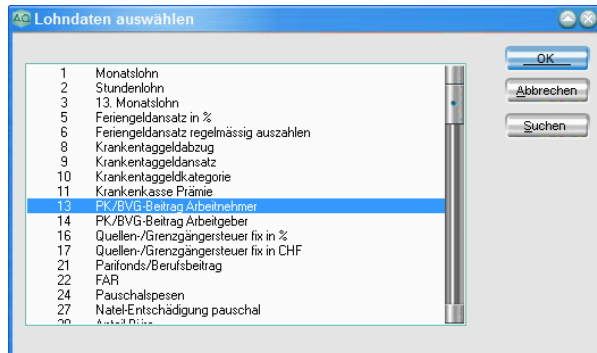 AQ Lohndaten auswählen
1 Monatslohn
2 Stundenlohn
3 13. Monatslohn
5 Feriengeldansatz in %
6 Feriengeldansatz regelmässig auszahlen
8 Krankentaggeldabzug
9 Krankentaggeldansatz
10 Krankentaggeldkategorie
11 Krankenkasse Prämie
13 PK/BVG-Beitrag Arbeitnehmer
14 PK/BVG-Beitrag Arbeitgeber
16 Quellen-/Grenzgängersteuer fix in %
17 Quellen-/Grenzgängersteuer fix in CHF
21 Parifonds/Berufsbeitrag
22 FAR
24 Pauschalspesen
27 Natel-Entschädigung pauschal
OK
Abbrechen
Suchen